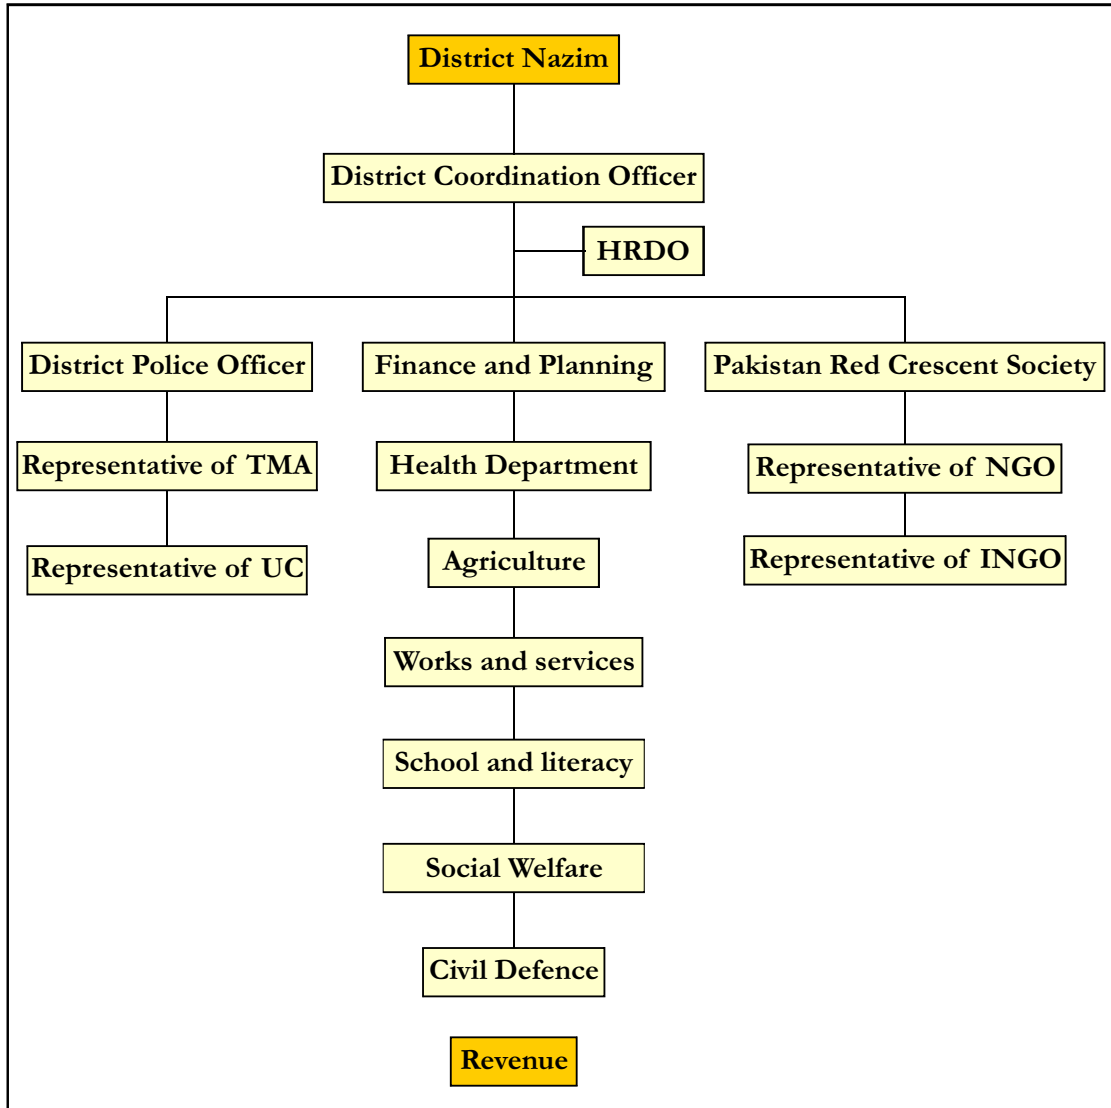 District Nazim
District Coordination Officer
HRDO
District Police Officer
Finance and Planning
Pakistan Red Crescent Society
Representative of TMA
Health Department
Representative of NGO
Representative of UC
Agriculture
Representative of INGO
Works and services
School and literacy
Social Welfare
Civil Defence
Revenue